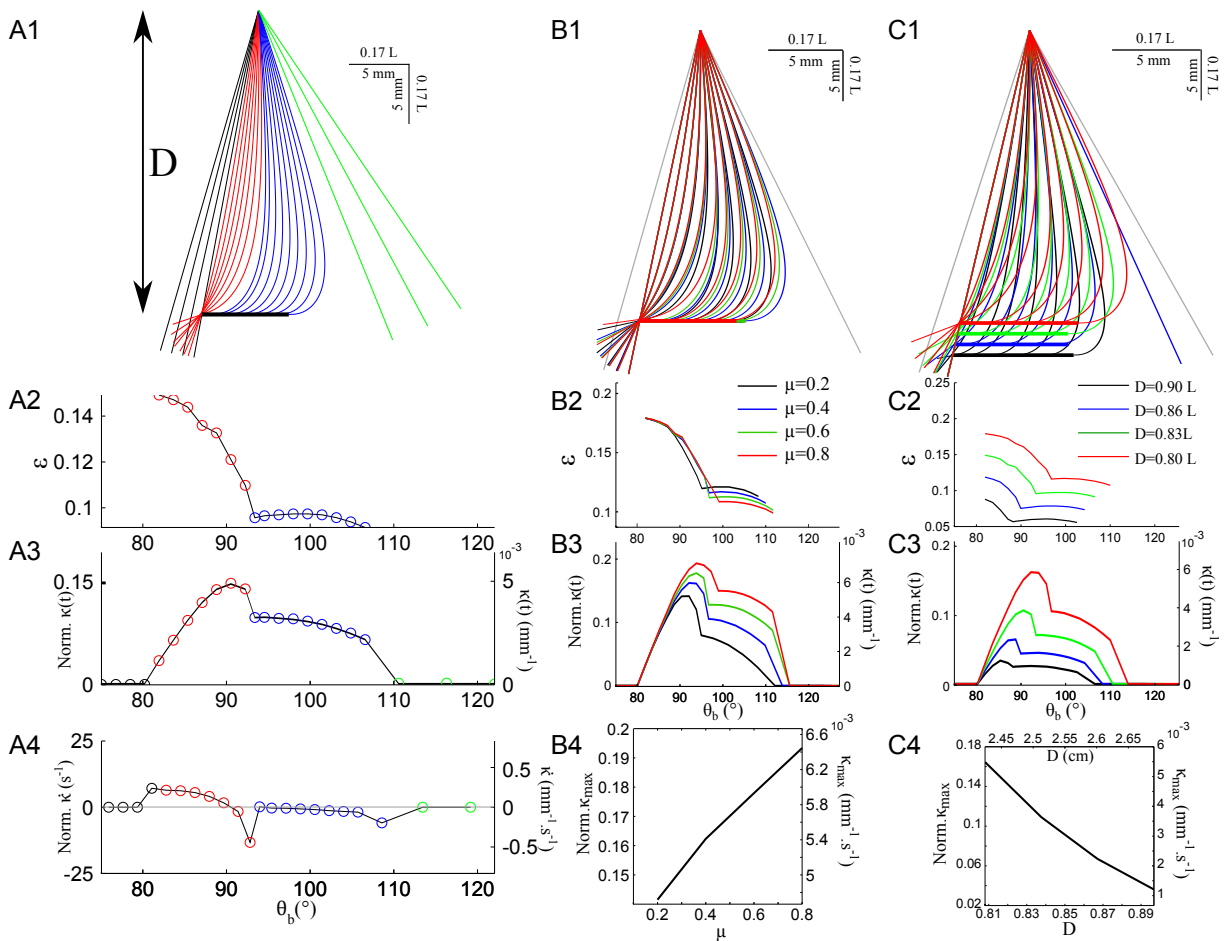 A1
D
0.17 L
5 mm
5 mm
0.17 L
B1
0.17 L
5 mm
5 mm
0.17 L
C1
0.17 L
5 mm
5 mm
0.17 L
A2
ε
0.14
0.12
0.1
80 90 100 110 120
A3
Norm. κ(t)
0.15
0
10⁻³
5
0
κ(t) (mm⁻¹)
80 90 100 110 120
A4
Norm. κ̇ (s⁻¹)
25
0
-25
0.5
0
-0.5
κ̇ (mm⁻¹.s⁻¹)
80 90 100 110 120
θb(°)
B2
ε
0.2
0.15
0.1
80 90 100 110 120
μ=0.2
μ=0.4
μ=0.6
μ=0.8
B3
Norm. κ(t)
0.2
0.1
0
10⁻³
6
4
2
0
κ(t) (mm⁻¹)
80 90 100 110 120
θb(°)
B4
Norm.κmax
0.2
0.19
0.18
0.17
0.16
0.15
10⁻³
6.6
6.2
5.8
5.4
5
κmax (mm⁻¹.s⁻¹)
0.2 0.4 0.6 0.8
μ
C2
ε
0.25
0.2
0.15
0.1
0.05
80 90 100 110 120
D=0.90 L
D=0.86 L
D=0.83L
D=0.80 L
C3
Norm. κ(t)
0.2
0.1
0
10⁻³
6
4
2
0
κ(t) (mm⁻¹)
80 90 100 110 120
θb(°)
C4
2.45 2.5 2.55 2.6 2.65
D (cm)
Norm.κmax
0.18
0.14
0.1
0.06
0.02
10⁻³
6
5
4
3
2
1
κmax (mm⁻¹.s⁻¹)
0.81 0.83 0.85 0.87 0.89
D